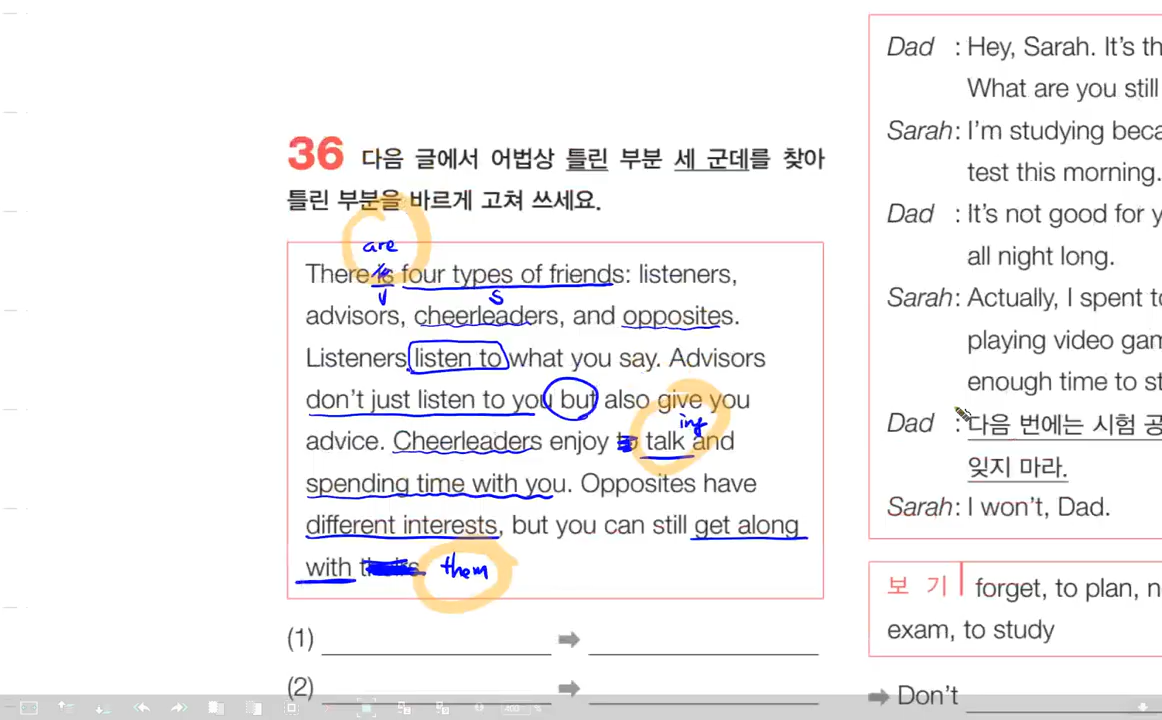 36 다음 글에서 어법상 틀린 부분 세 군데를 찾아
틀린 부분을 바르게 고쳐 쓰세요.
are
There is four types of friends: listeners,
v s
advisors, cheerleaders, and opposites.
Listeners listen to what you say. Advisors
don't just listen to you but also give you
ing
advice. Cheerleaders enjoy to talk and
spending time with you. Opposites have
different interests, but you can still get along
with them
(1)
(2)
Dad : Hey, Sarah. It's th
What are you still
Sarah: I'm studying beca
test this morning.
Dad : It's not good for y
all night long.
Sarah: Actually, I spent to
playing video gam
enough time to st
Dad : 다음 번에는 시험 공
잊지 마라.
Sarah: I won't, Dad.
보 기 forget, to plan, n
exam, to study
Don't